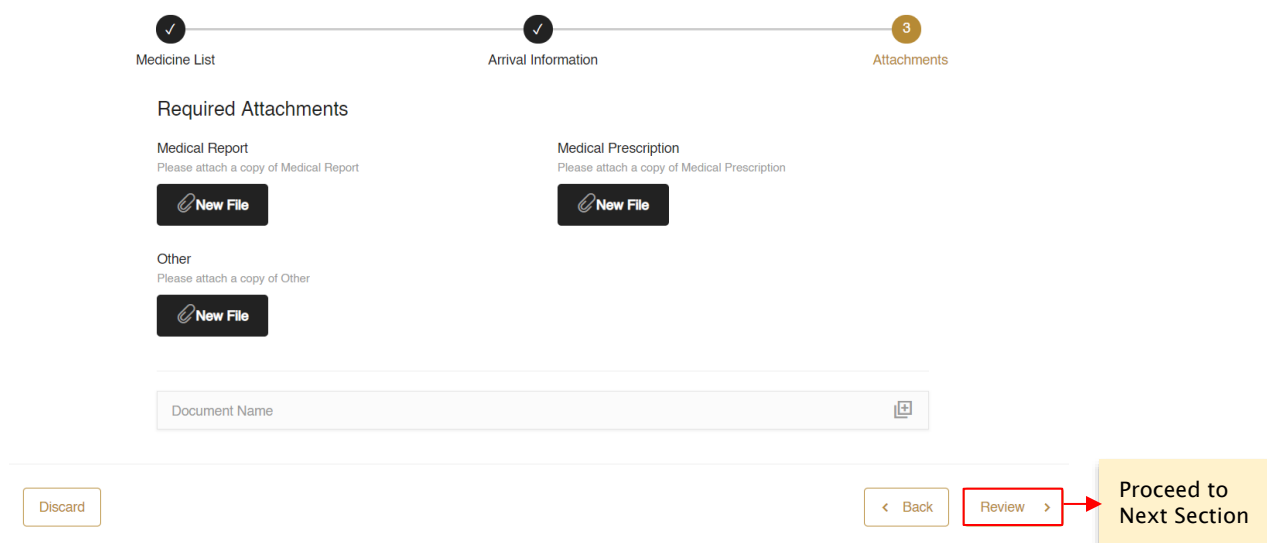 ✓ ✓ 3
Medicine List Arrival Information Attachments
Required Attachments
Medical Report Medical Prescription
Please attach a copy of Medical Report Please attach a copy of Medical Prescription
New File New File
Other
Please attach a copy of Other
New File
Document Name
Discard ‹ Back Review › Proceed to
Next Section